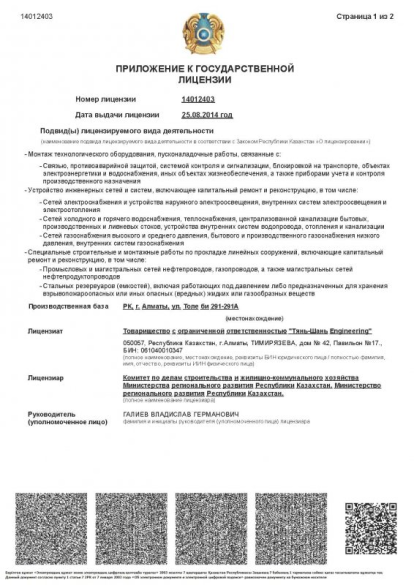 14012403 Страница 1 из 2
ПРИЛОЖЕНИЕ К ГОСУДАРСТВЕННОЙ
ЛИЦЕНЗИИ
Номер лицензии 14012403
Дата выдачи лицензии 25.08.2014 год
Подвид(ы) лицензируемого вида деятельности
(наименование подвида лицензируемого вида деятельности в соответствии с Законом Республики Казахстан «О лицензировании»)
- Монтаж технологического оборудования, пусконаладочные работы, связанные с:
- Связью, противоаварийной защитой, системой контроля и сигнализации, блокировкой на транспорте, объектах
электроэнергетики и водоснабжения, иных объектах жизнеобеспечения, а также приборами учета и контроля
производственного назначения
- Устройство инженерных сетей и систем, включающее капитальный ремонт и реконструкцию, в том числе:
- Сетей электроснабжения и устройства наружного электроосвещения, внутренних систем электроосвещения и
электроотопления
- Сетей холодного и горячего водоснабжения, теплоснабжения, централизованной канализации бытовых,
производственных и ливневых стоков, устройства внутренних систем водопровода, отопления и канализации
- Сетей газоснабжения высокого и среднего давления, бытового и производственного газоснабжения низкого
давления, внутренних систем газоснабжения
- Специальные строительные и монтажные работы по прокладке линейных сооружений, включающие капитальный
ремонт и реконструкцию, в том числе:
- Промысловых и магистральных сетей нефтепроводов, газопроводов, а также магистральных сетей
нефтепродуктопроводов
- Стальных резервуаров (емкостей), включая работающих под давлением либо предназначенных для хранения
взрывопожароопасных или иных опасных (вредных) жидких или газообразных веществ
Производственная база РК, г. Алматы, ул. Толе би 291-291А
(местонахождение)
Лицензиат Товарищество с ограниченной ответственностью "Тянь-Шань Engineering"
050057, Республика Казахстан, г.Алматы, ТИМИРЯЗЕВА, дом № 42, Павильон №17.,
БИН: 061040010347
(полное наименование, местонахождение, реквизиты БИН юридического лица / полностью фамилия,
имя, отчество, реквизиты ИИН физического лица)
Лицензиар Комитет по делам строительства и жилищно-коммунального хозяйства
Министерства регионального развития Республики Казахстан. Министерство
регионального развития Республики Казахстан.
(полное наименование лицензиара)
Руководитель ГАЛИЕВ ВЛАДИСЛАВ ГЕРМАНОВИЧ
(уполномоченное лицо) фамилия и инициалы руководителя (уполномоченного лица) лицензиара